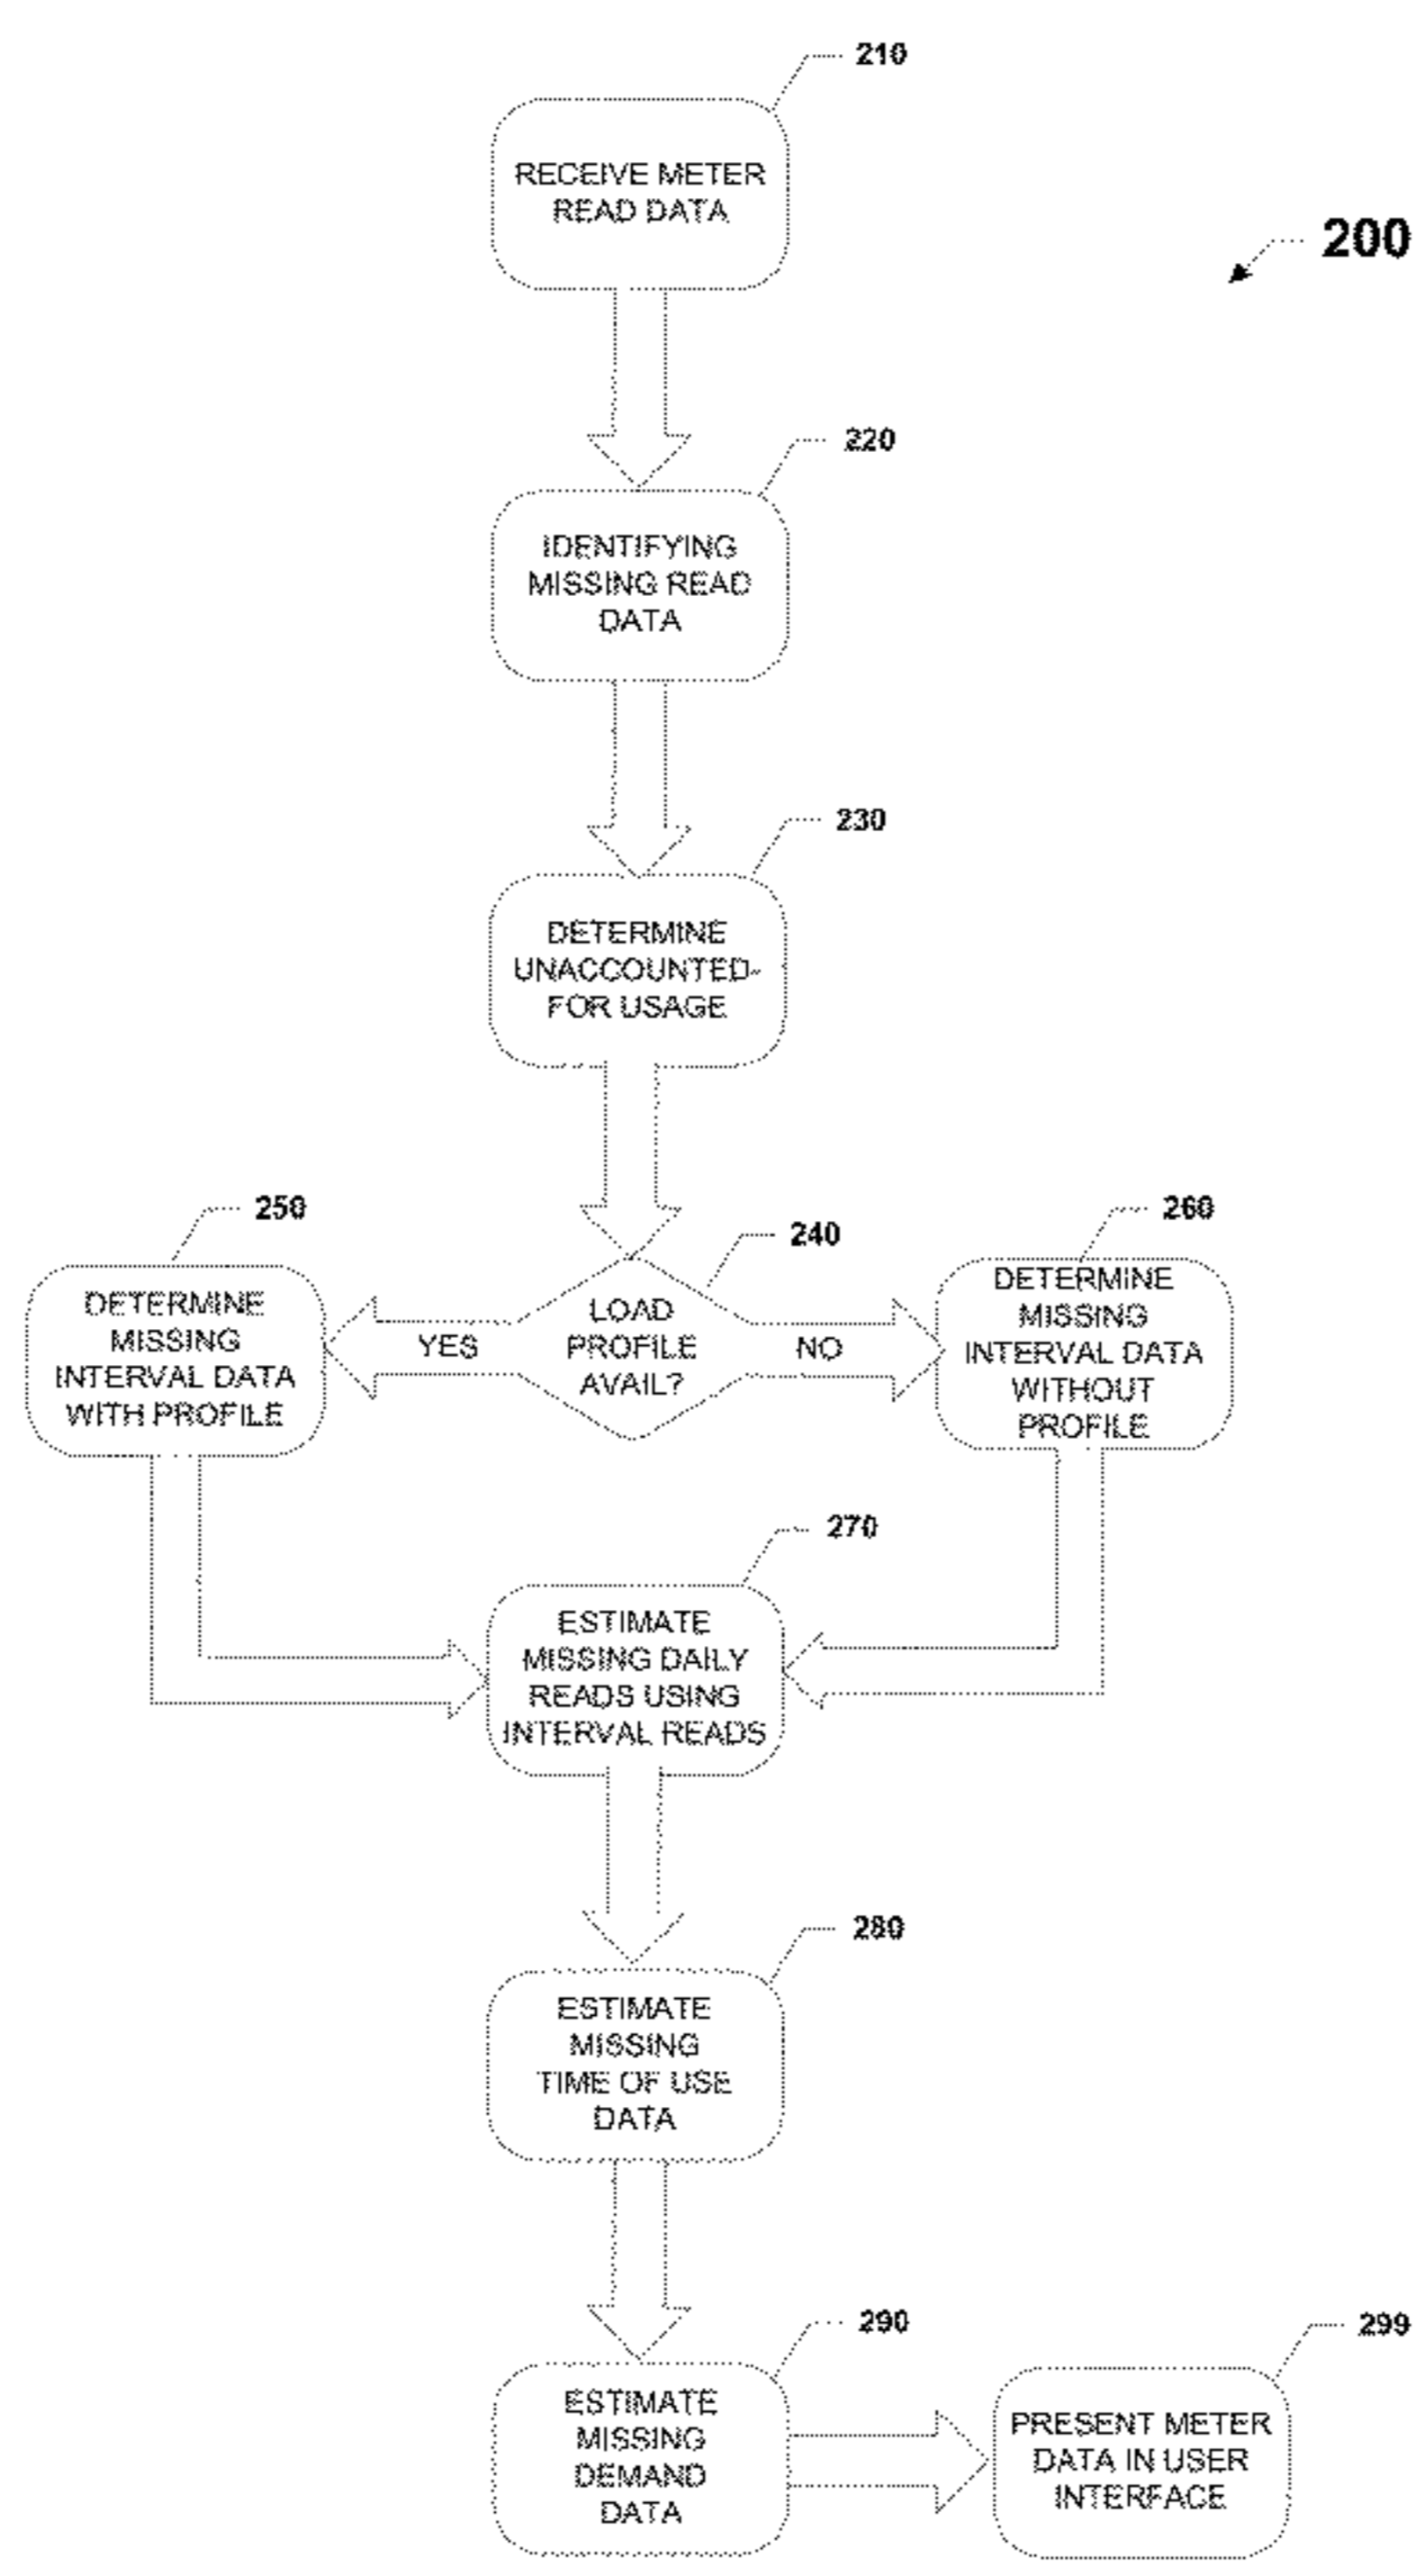 210
RECEIVE METER
READ DATA
200
220
IDENTIFYING
MISSING READ
DATA
230
DETERMINE
UNACCOUNTED-
FOR USAGE
240
LOAD
PROFILE
AVAIL?
YES
NO
250
DETERMINE
MISSING
INTERVAL DATA
WITH PROFILE
260
DETERMINE
MISSING
INTERVAL DATA
WITHOUT
PROFILE
270
ESTIMATE
MISSING DAILY
READS USING
INTERVAL READS
280
ESTIMATE
MISSING
TIME OF USE
DATA
290
ESTIMATE
MISSING
DEMAND
DATA
299
PRESENT METER
DATA IN USER
INTERFACE